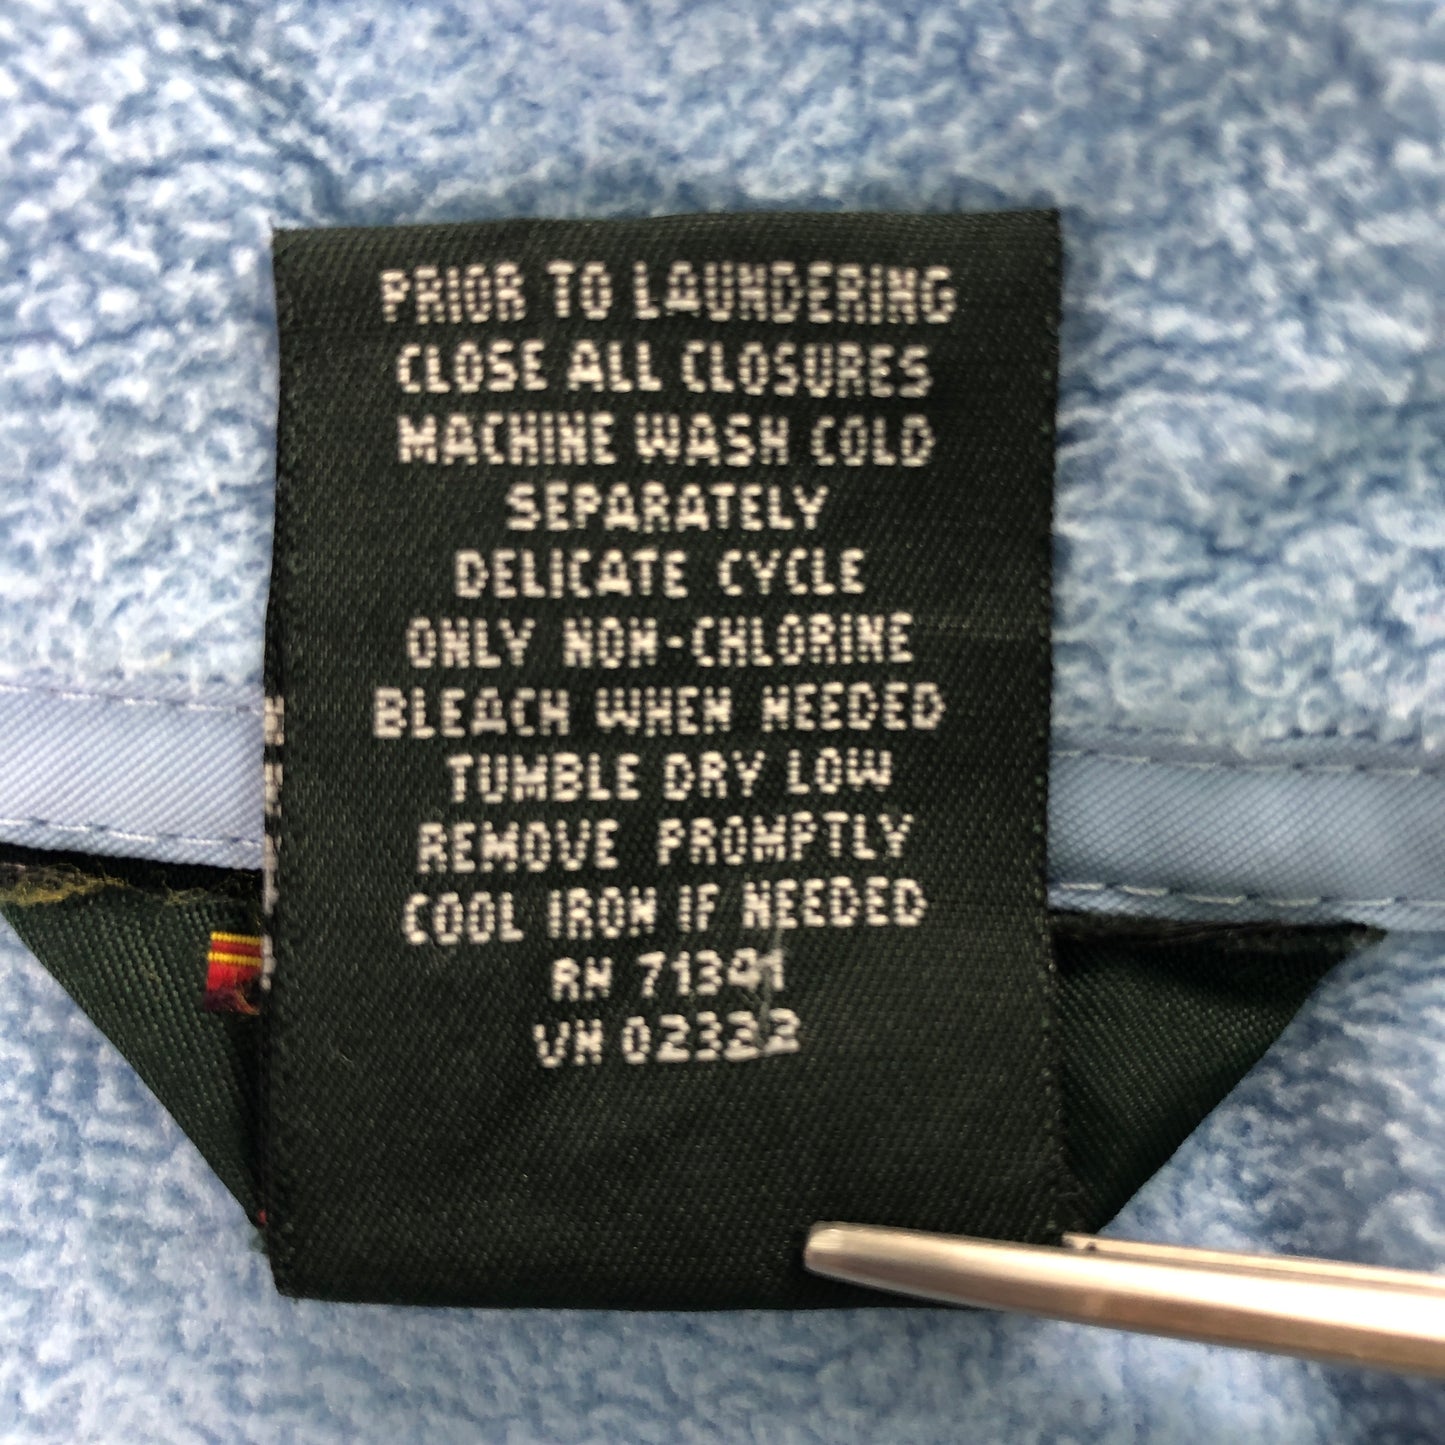 PRIOR TO LAUNDERING
CLOSE ALL CLOSURES
MACHINE WASH COLD
SEPARATELY
DELICATE CYCLE
ONLY NON-CHLORINE
BLEACH WHEN NEEDED
TUMBLE DRY LOW
REMOVE PROMPTLY
COOL IRON IF NEEDED
RN 71341
VN 02322